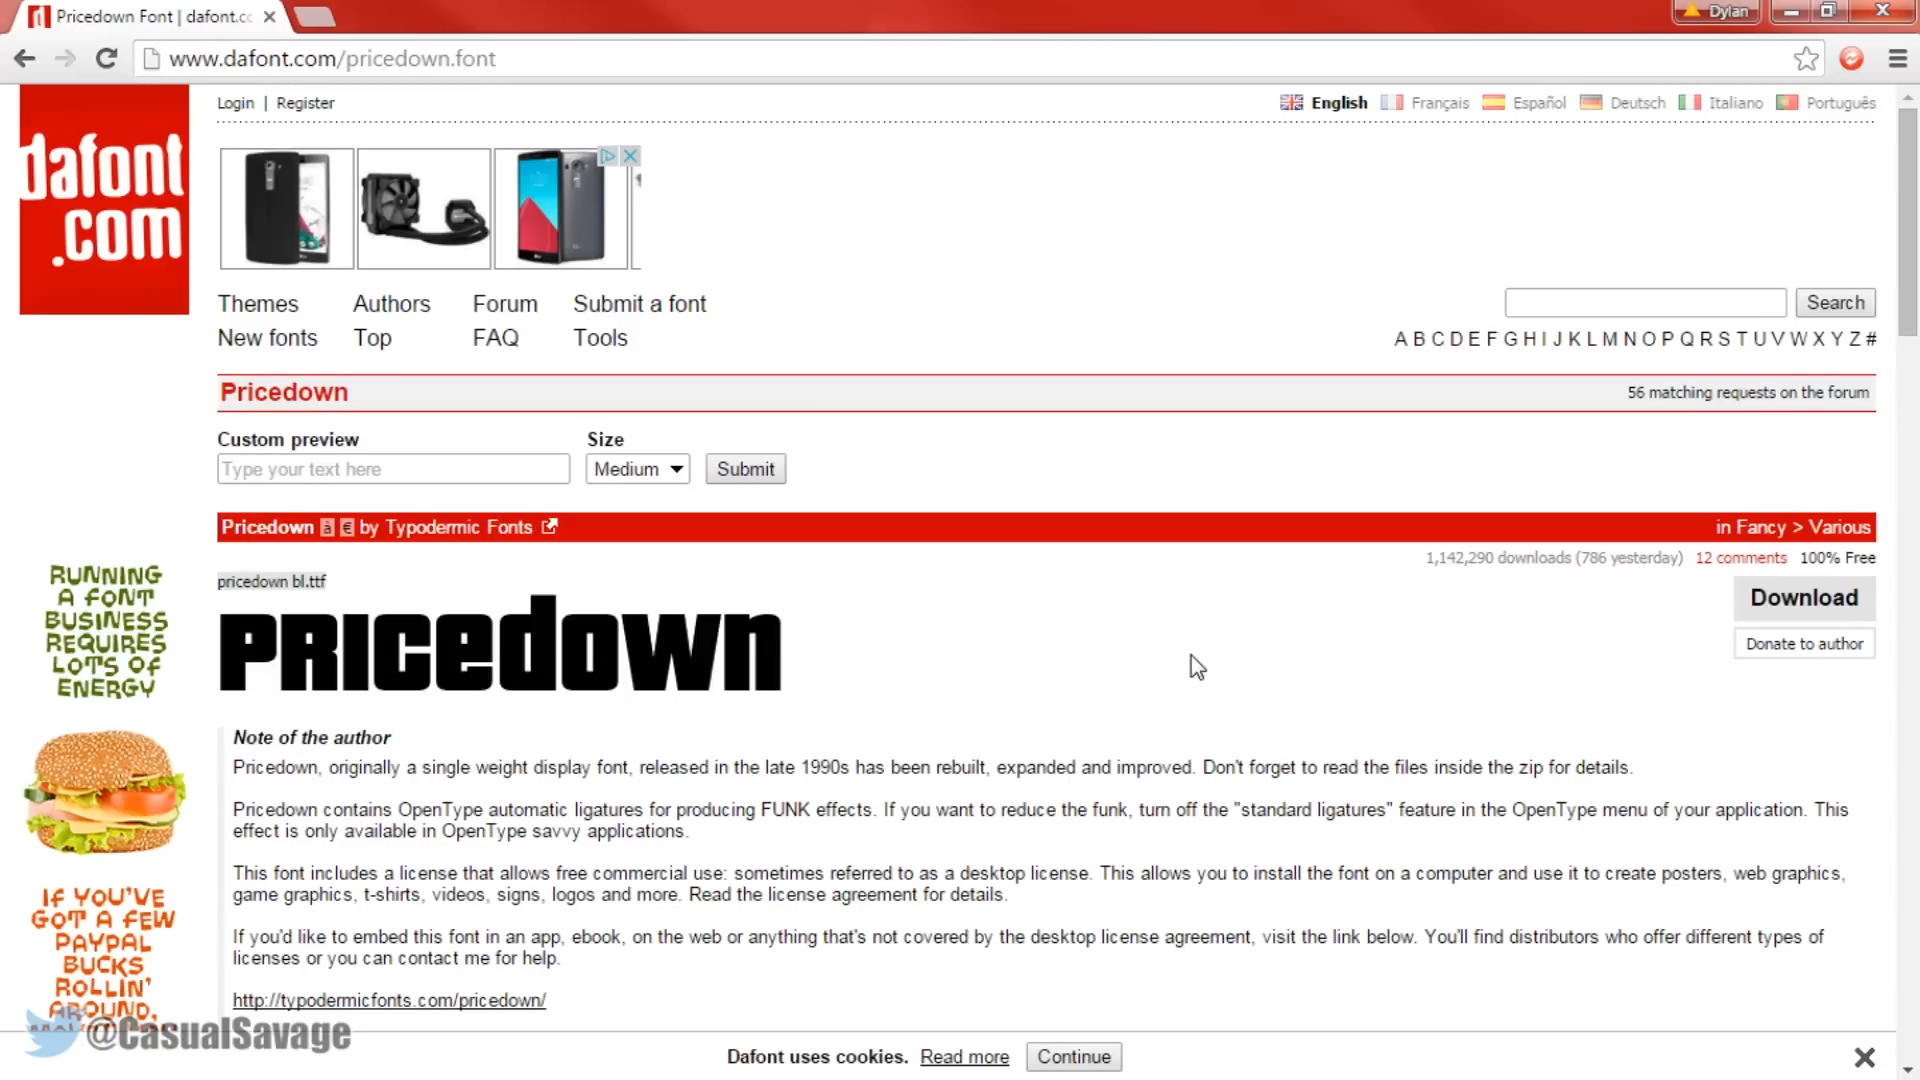 Pricedown Font | dafont.cc
Dylan
www.dafont.com/pricedown.font
dafont
.com
Login | Register
English Français Español Deutsch Italiano Português
Themes Authors Forum Submit a font
New fonts Top FAQ Tools
Search
A B C D E F G H I J K L M N O P Q R S T U V W X Y Z #
Pricedown
56 matching requests on the forum
Custom preview
Size
Type your text here
Medium
Submit
Pricedown à € by Typodermic Fonts
in Fancy > Various
1,142,290 downloads (786 yesterday) 12 comments 100% Free
pricedown bl.ttf
Download
Donate to author
PRICEdOWN
RUNNING
A FONT
BUSINESS
REQUIRES
LOTS OF
ENERGY
Note of the author
Pricedown, originally a single weight display font, released in the late 1990s has been rebuilt, expanded and improved. Don't forget to read the files inside the zip for details.
Pricedown contains OpenType automatic ligatures for producing FUNK effects. If you want to reduce the funk, turn off the "standard ligatures" feature in the OpenType menu of your application. This
effect is only available in OpenType savvy applications.
This font includes a license that allows free commercial use: sometimes referred to as a desktop license. This allows you to install the font on a computer and use it to create posters, web graphics,
game graphics, t-shirts, videos, signs, logos and more. Read the license agreement for details.
If you'd like to embed this font in an app, ebook, on the web or anything that's not covered by the desktop license agreement, visit the link below. You'll find distributors who offer different types of
licenses or you can contact me for help.
http://typodermicfonts.com/pricedown/
IF YOU'VE
GOT A FEW
PAYPAL
BUCKS
ROLLIN'
AROUND,
@CasualSavage
Dafont uses cookies. Read more Continue